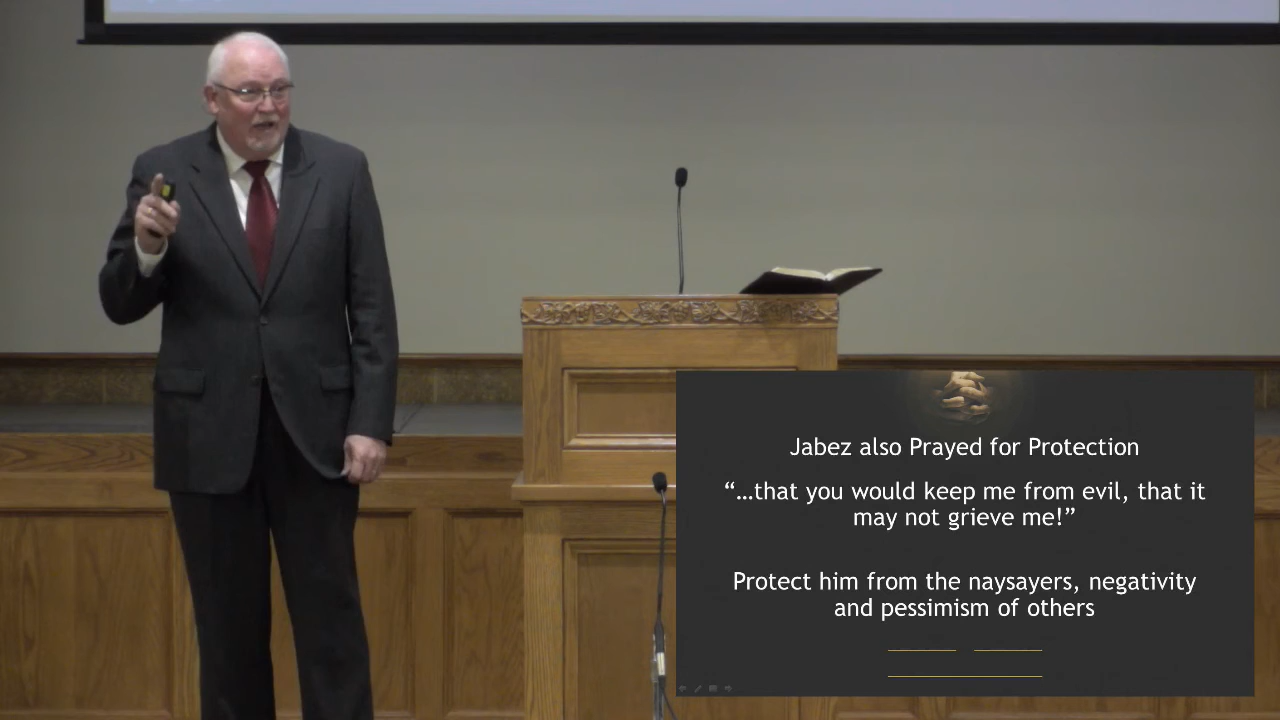 Jabez also Prayed for Protection
“…that you would keep me from evil, that it
may not grieve me!”
Protect him from the naysayers, negativity
and pessimism of others